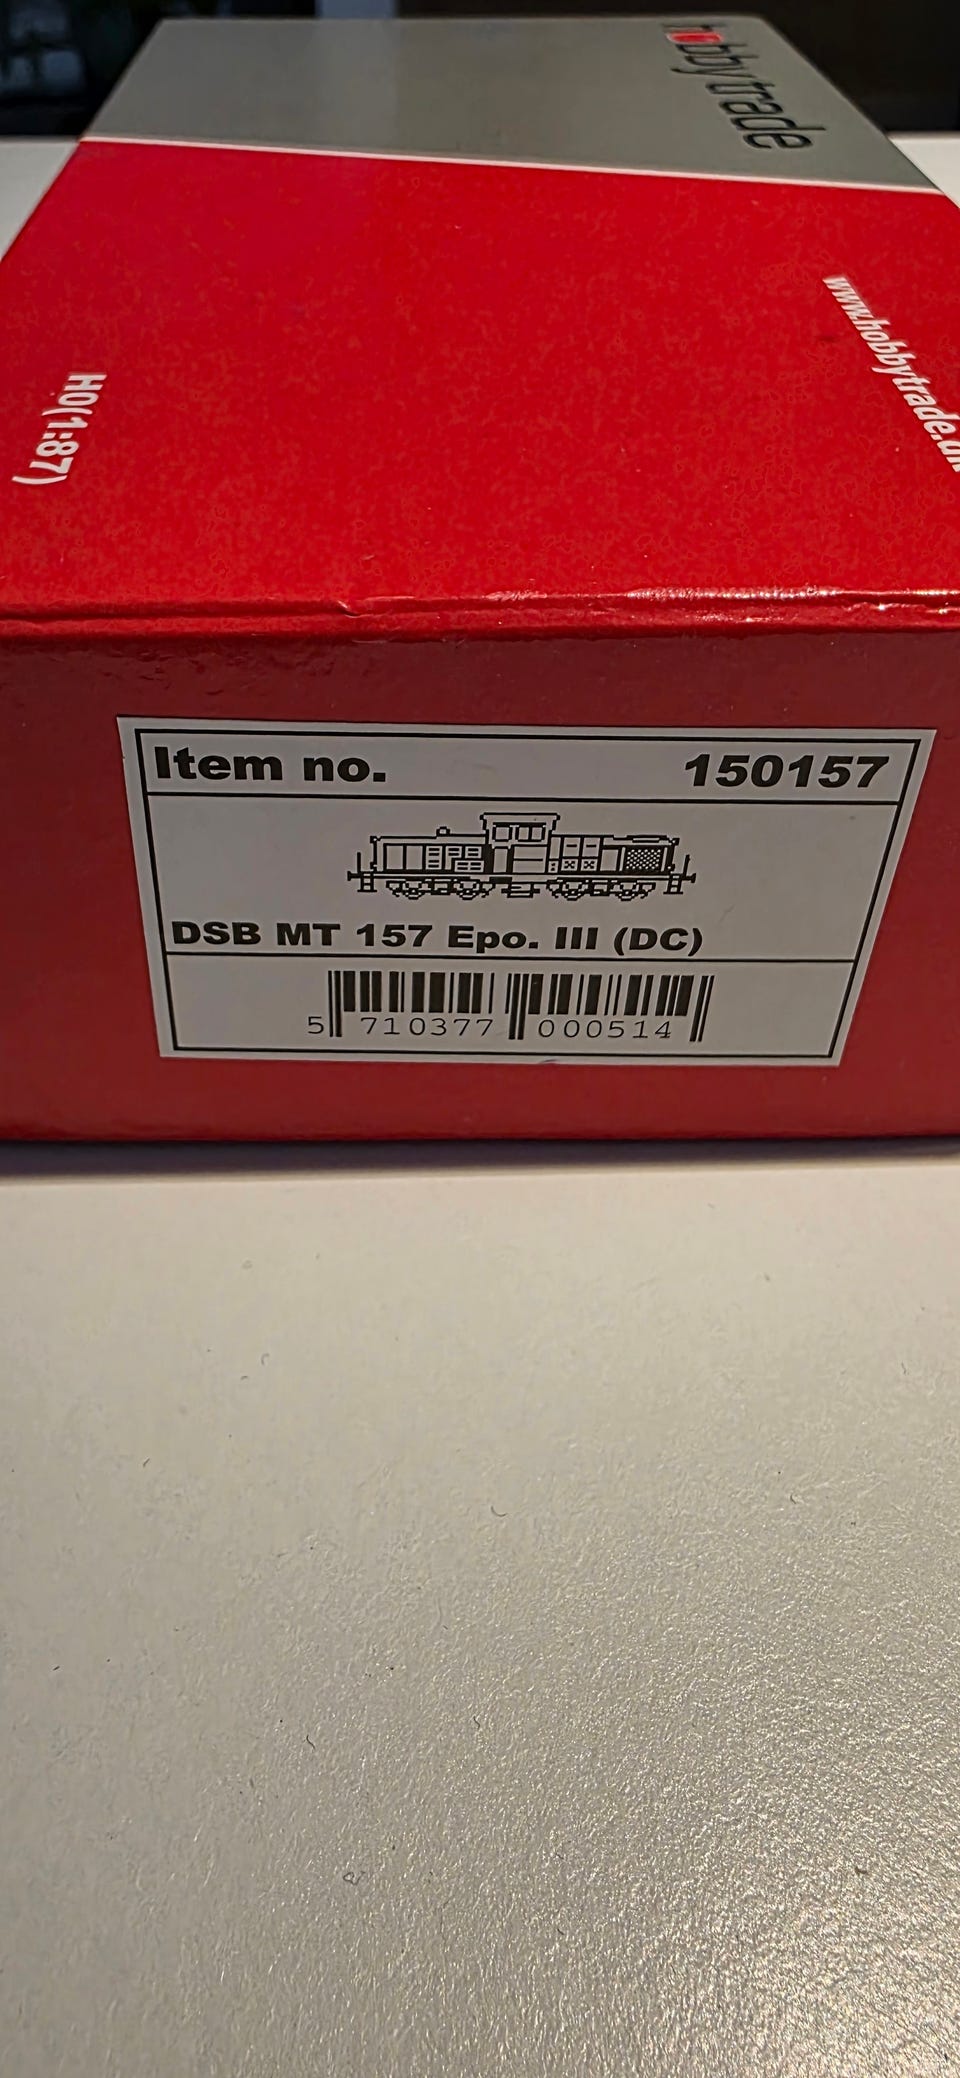 hobbytrade
www.hobbytrade.dk
H0(1:87)
Item no. 150157
DSB MT 157 Epo. III (DC)
5 710377 000514